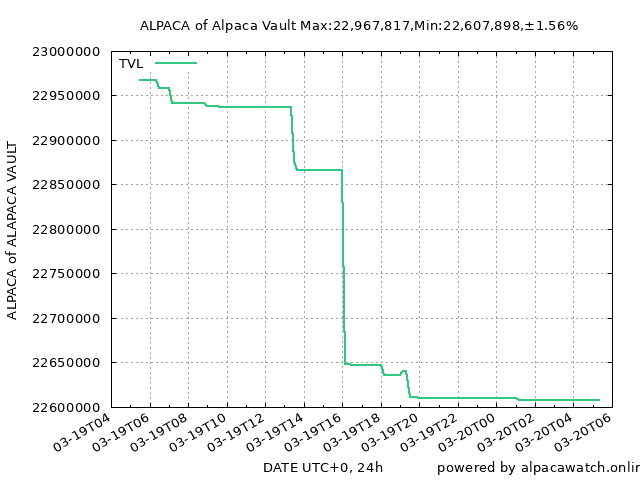 ALPACA of Alpaca Vault Max:22,967,817,Min:22,607,898,±1.56%
TVL
ALPACA of ALAPACA VAULT
23000000
22950000
22900000
22850000
22800000
22750000
22700000
22650000
22600000
03-19T04
03-19T06
03-19T08
03-19T10
03-19T12
03-19T14
03-19T16
03-19T18
03-19T20
03-19T22
03-20T00
03-20T02
03-20T04
03-20T06
DATE UTC+0, 24h
powered by alpacawatch.onlin